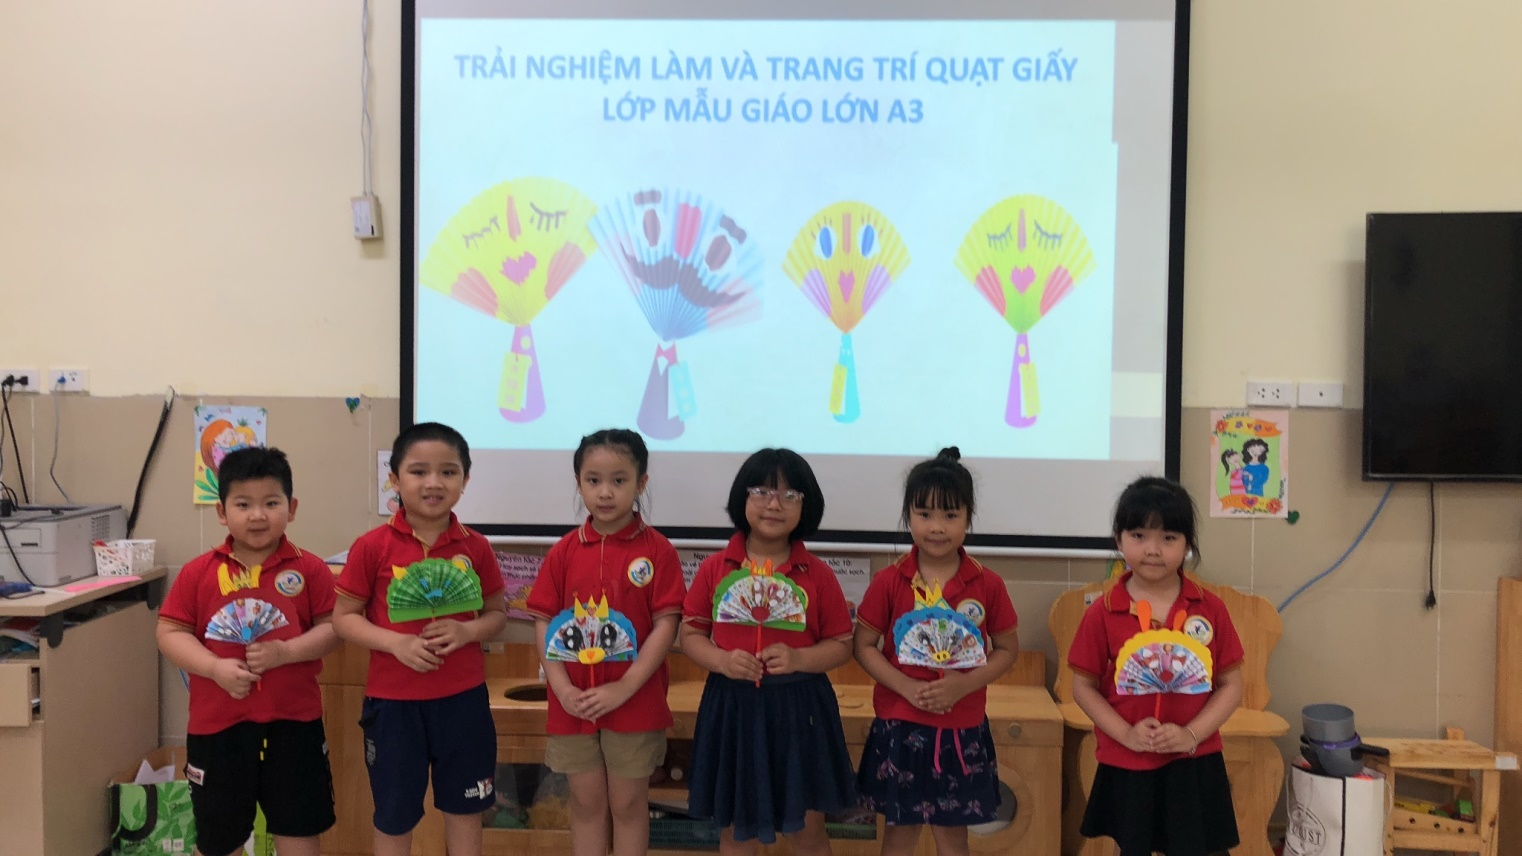 TRẢI NGHIỆM LÀM VÀ TRANG TRÍ QUẠT GIẤY
LỚP MẪU GIÁO LỚN A3